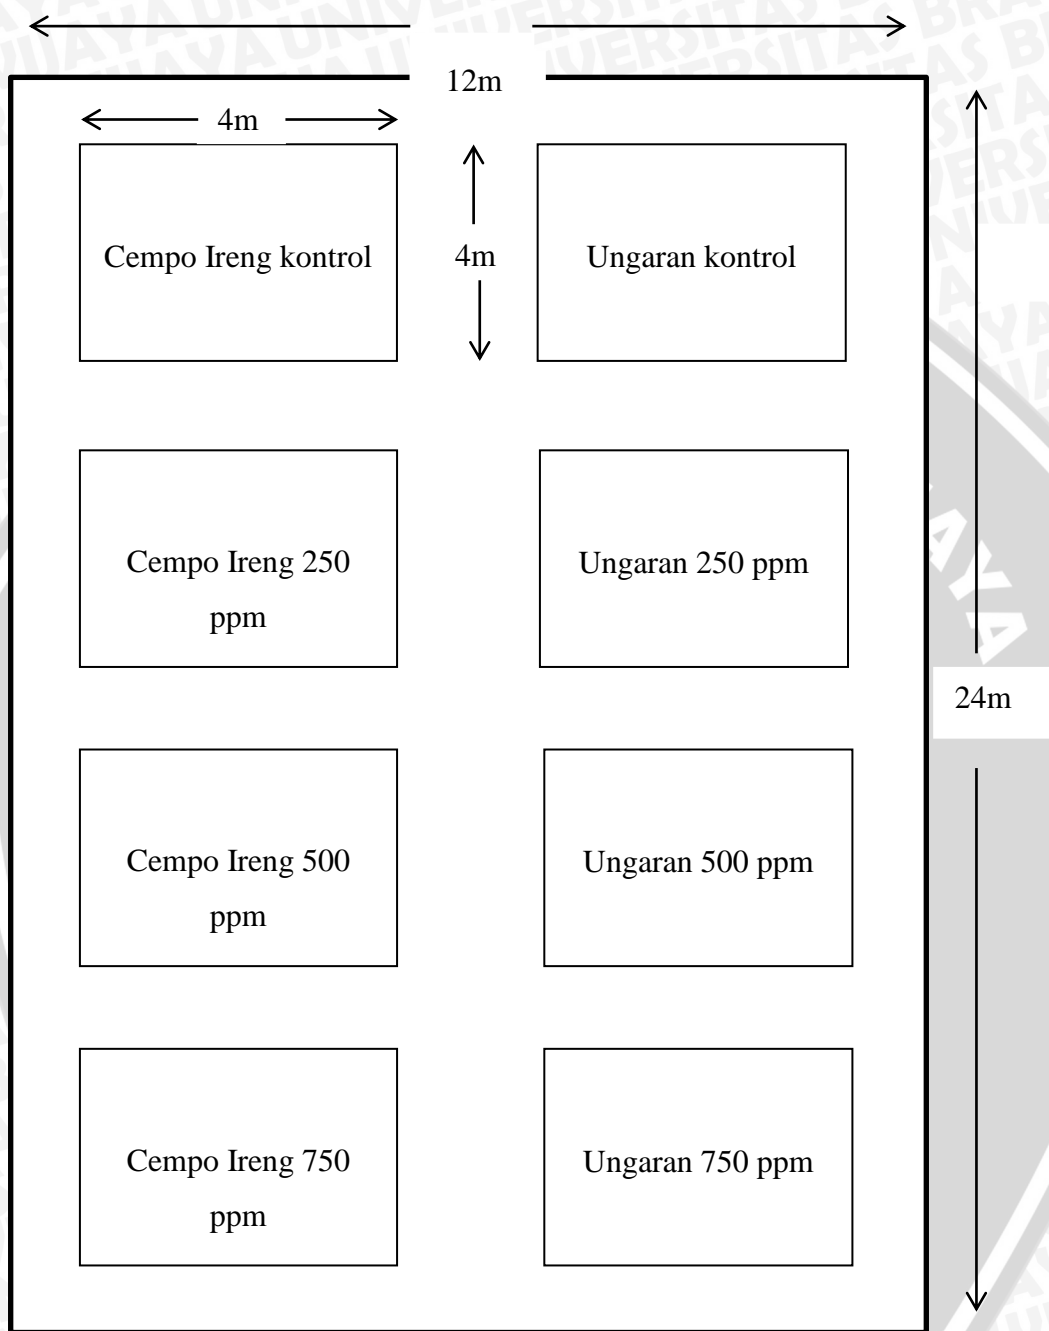 12m
4m
Cempo Ireng kontrol
4m
Ungaran kontrol
Cempo Ireng 250
ppm
Ungaran 250 ppm
24m
Cempo Ireng 500
ppm
Ungaran 500 ppm
Cempo Ireng 750
ppm
Ungaran 750 ppm